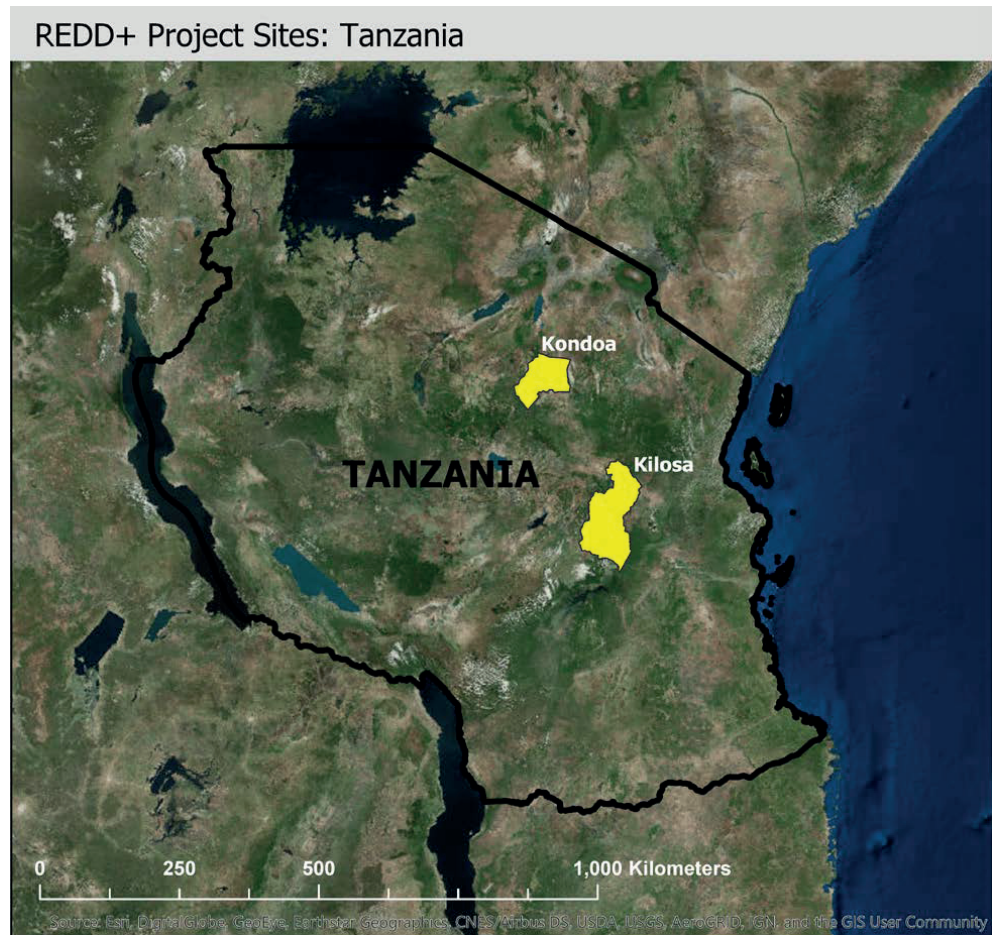 REDD+ Project Sites: Tanzania
Kondoa
Kilosa
TANZANIA
0 250 500 1,000 Kilometers
Source: Esri, DigitalGlobe, GeoEye, Earthstar Geographics, CNES/Airbus DS, USDA, USGS, AeroGRID, IGN, and the GIS User Community